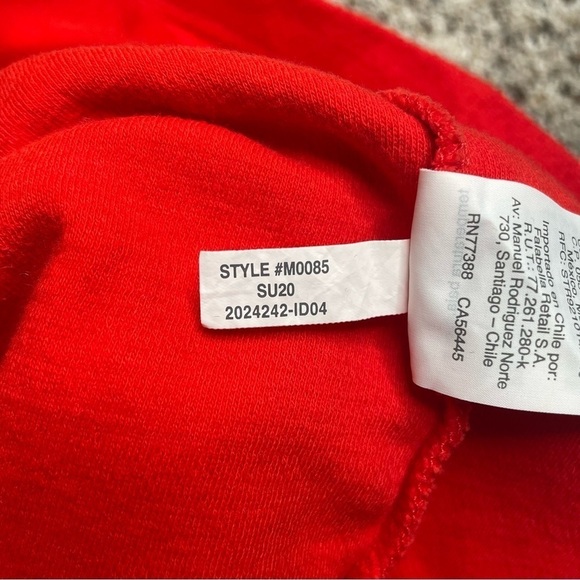 STYLE #M0085
SU20
2024242-ID04
RN77388 CA56445
Importado en Chile por:
Falabella Retail S.A.
R.U.T.: 77.261.280-k
Av: Manuel Rodriguez Norte
730, Santiago – Chile